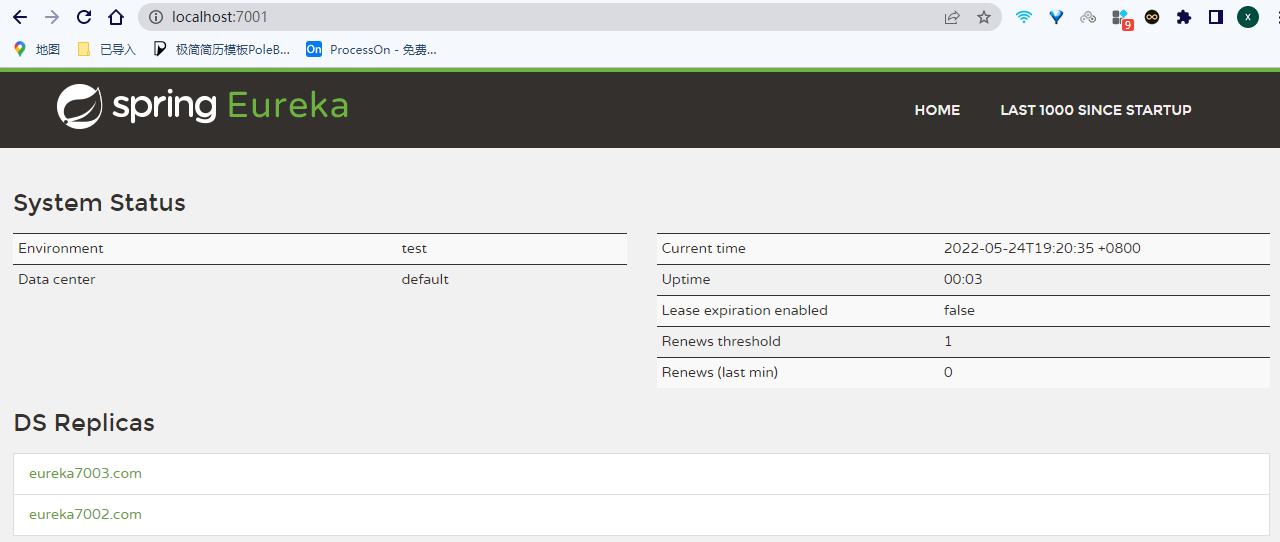 localhost:7001
9
X
地图 已导入 极简简历模板PoleB... On ProcessOn - 免费...
spring Eureka HOME LAST 1000 SINCE STARTUP
System Status
Environment test
Data center default
Current time 2022-05-24T19:20:35 +0800
Uptime 00:03
Lease expiration enabled false
Renews threshold 1
Renews (last min) 0
DS Replicas
eureka7003.com
eureka7002.com